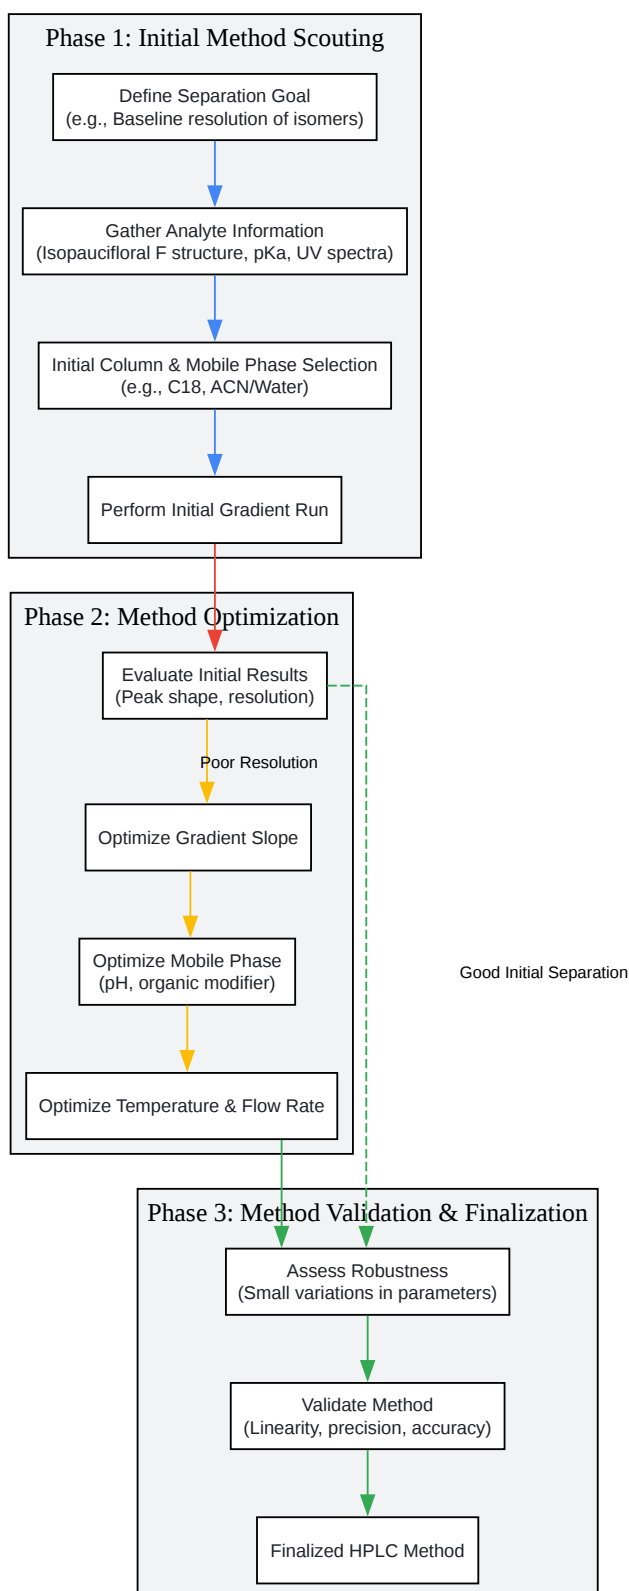 Phase 1: Initial Method Scouting
Define Separation Goal
(e.g., Baseline resolution of isomers)
Gather Analyte Information
(Isopaucifloral F structure, pKa, UV spectra)
Initial Column & Mobile Phase Selection
(e.g., C18, ACN/Water)
Perform Initial Gradient Run
Phase 2: Method Optimization
Evaluate Initial Results
(Peak shape, resolution)
Poor Resolution
Optimize Gradient Slope
Optimize Mobile Phase
(pH, organic modifier)
Good Initial Separation
Optimize Temperature & Flow Rate
Phase 3: Method Validation & Finalization
Assess Robustness
(Small variations in parameters)
Validate Method
(Linearity, precision, accuracy)
Finalized HPLC Method